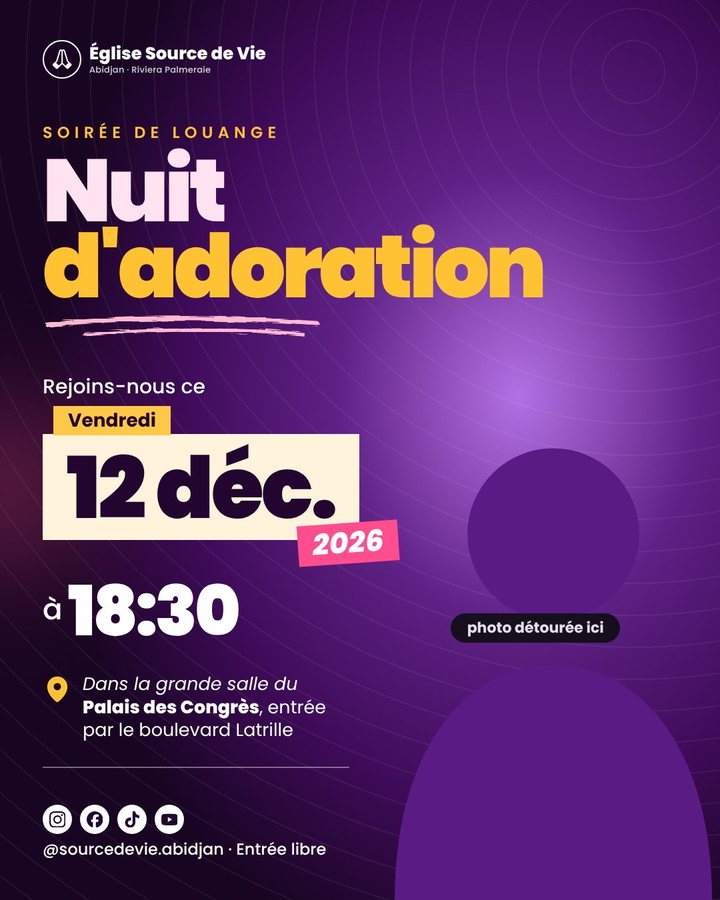 Église Source de Vie
Abidjan · Riviera Palmeraie
SOIRÉE DE LOUANGE
Nuit
d'adoration
Rejoins-nous ce
Vendredi
12 déc.
2026
à 18:30
Dans la grande salle du
Palais des Congrès, entrée
par le boulevard Latrille
photo détourée ici
@sourcedevie.abidjan · Entrée libre